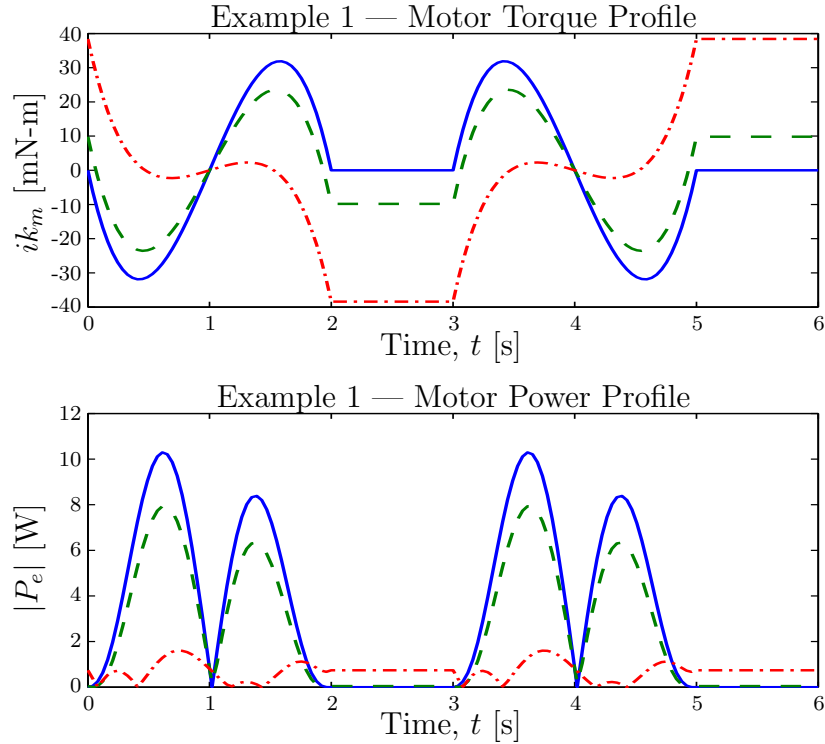 Example 1 — Motor Torque Profile
40
30
20
10
0
-10
-20
-30
-40
ik_m [mN-m]
0 1 2 3 4 5 6
Time, t [s]
Example 1 — Motor Power Profile
12
10
8
6
4
2
0
|P_e| [W]
0 1 2 3 4 5 6
Time, t [s]